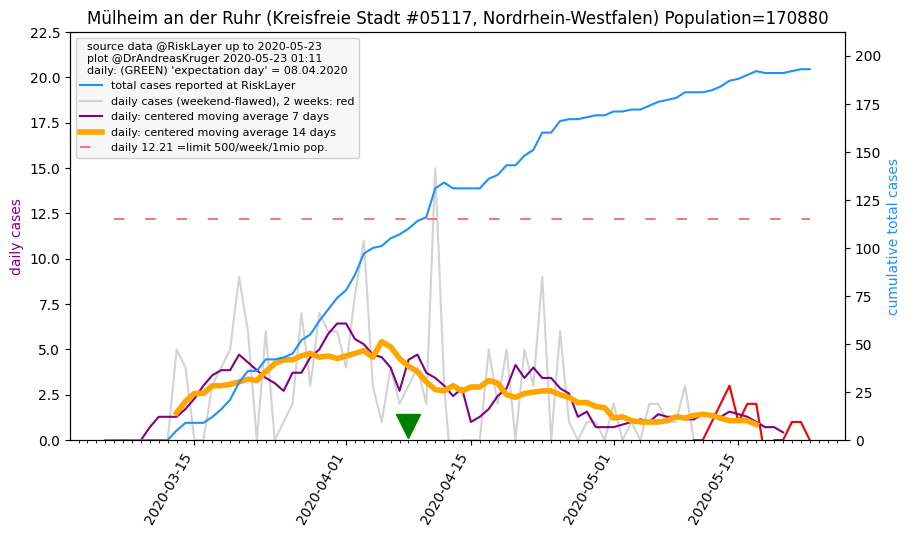 Mülheim an der Ruhr (Kreisfreie Stadt #05117, Nordrhein-Westfalen) Population=170880
source data @RiskLayer up to 2020-05-23
plot @DrAndreasKruger 2020-05-23 01:11
daily: (GREEN) 'expectation day' = 08.04.2020
total cases reported at RiskLayer
daily cases (weekend-flawed), 2 weeks: red
daily: centered moving average 7 days
daily: centered moving average 14 days
daily 12.21 =limit 500/week/1mio pop.
daily cases
22.5
20.0
17.5
15.0
12.5
10.0
7.5
5.0
2.5
0.0
cumulative total cases
200
175
150
125
100
75
50
25
0
2020-03-15
2020-04-01
2020-04-15
2020-05-01
2020-05-15